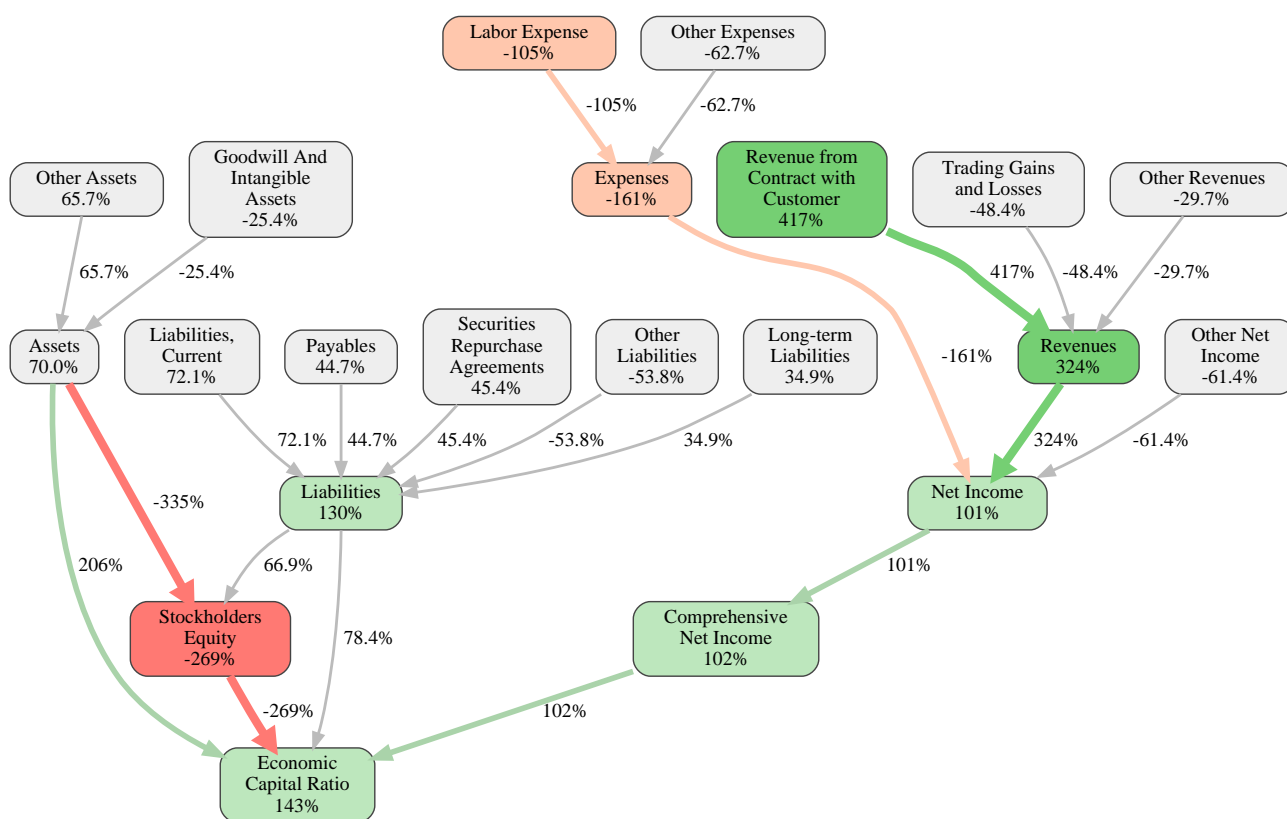 Labor Expense
-105%
Other Expenses
-62.7%
-105%
-62.7%
Other Assets
65.7%
Goodwill And
Intangible
Assets
-25.4%
Expenses
-161%
Revenue from
Contract with
Customer
417%
Trading Gains
and Losses
-48.4%
Other Revenues
-29.7%
65.7%
-25.4%
417%
-48.4%
-29.7%
Assets
70.0%
Liabilities,
Current
72.1%
Payables
44.7%
Securities
Repurchase
Agreements
45.4%
Other
Liabilities
-53.8%
Long-term
Liabilities
34.9%
-161%
Revenues
324%
Other Net
Income
-61.4%
72.1%
44.7%
45.4%
-53.8%
34.9%
324%
-61.4%
-335%
Liabilities
130%
Net Income
101%
206%
66.9%
101%
Stockholders
Equity
-269%
78.4%
Comprehensive
Net Income
102%
-269%
102%
Economic
Capital Ratio
143%